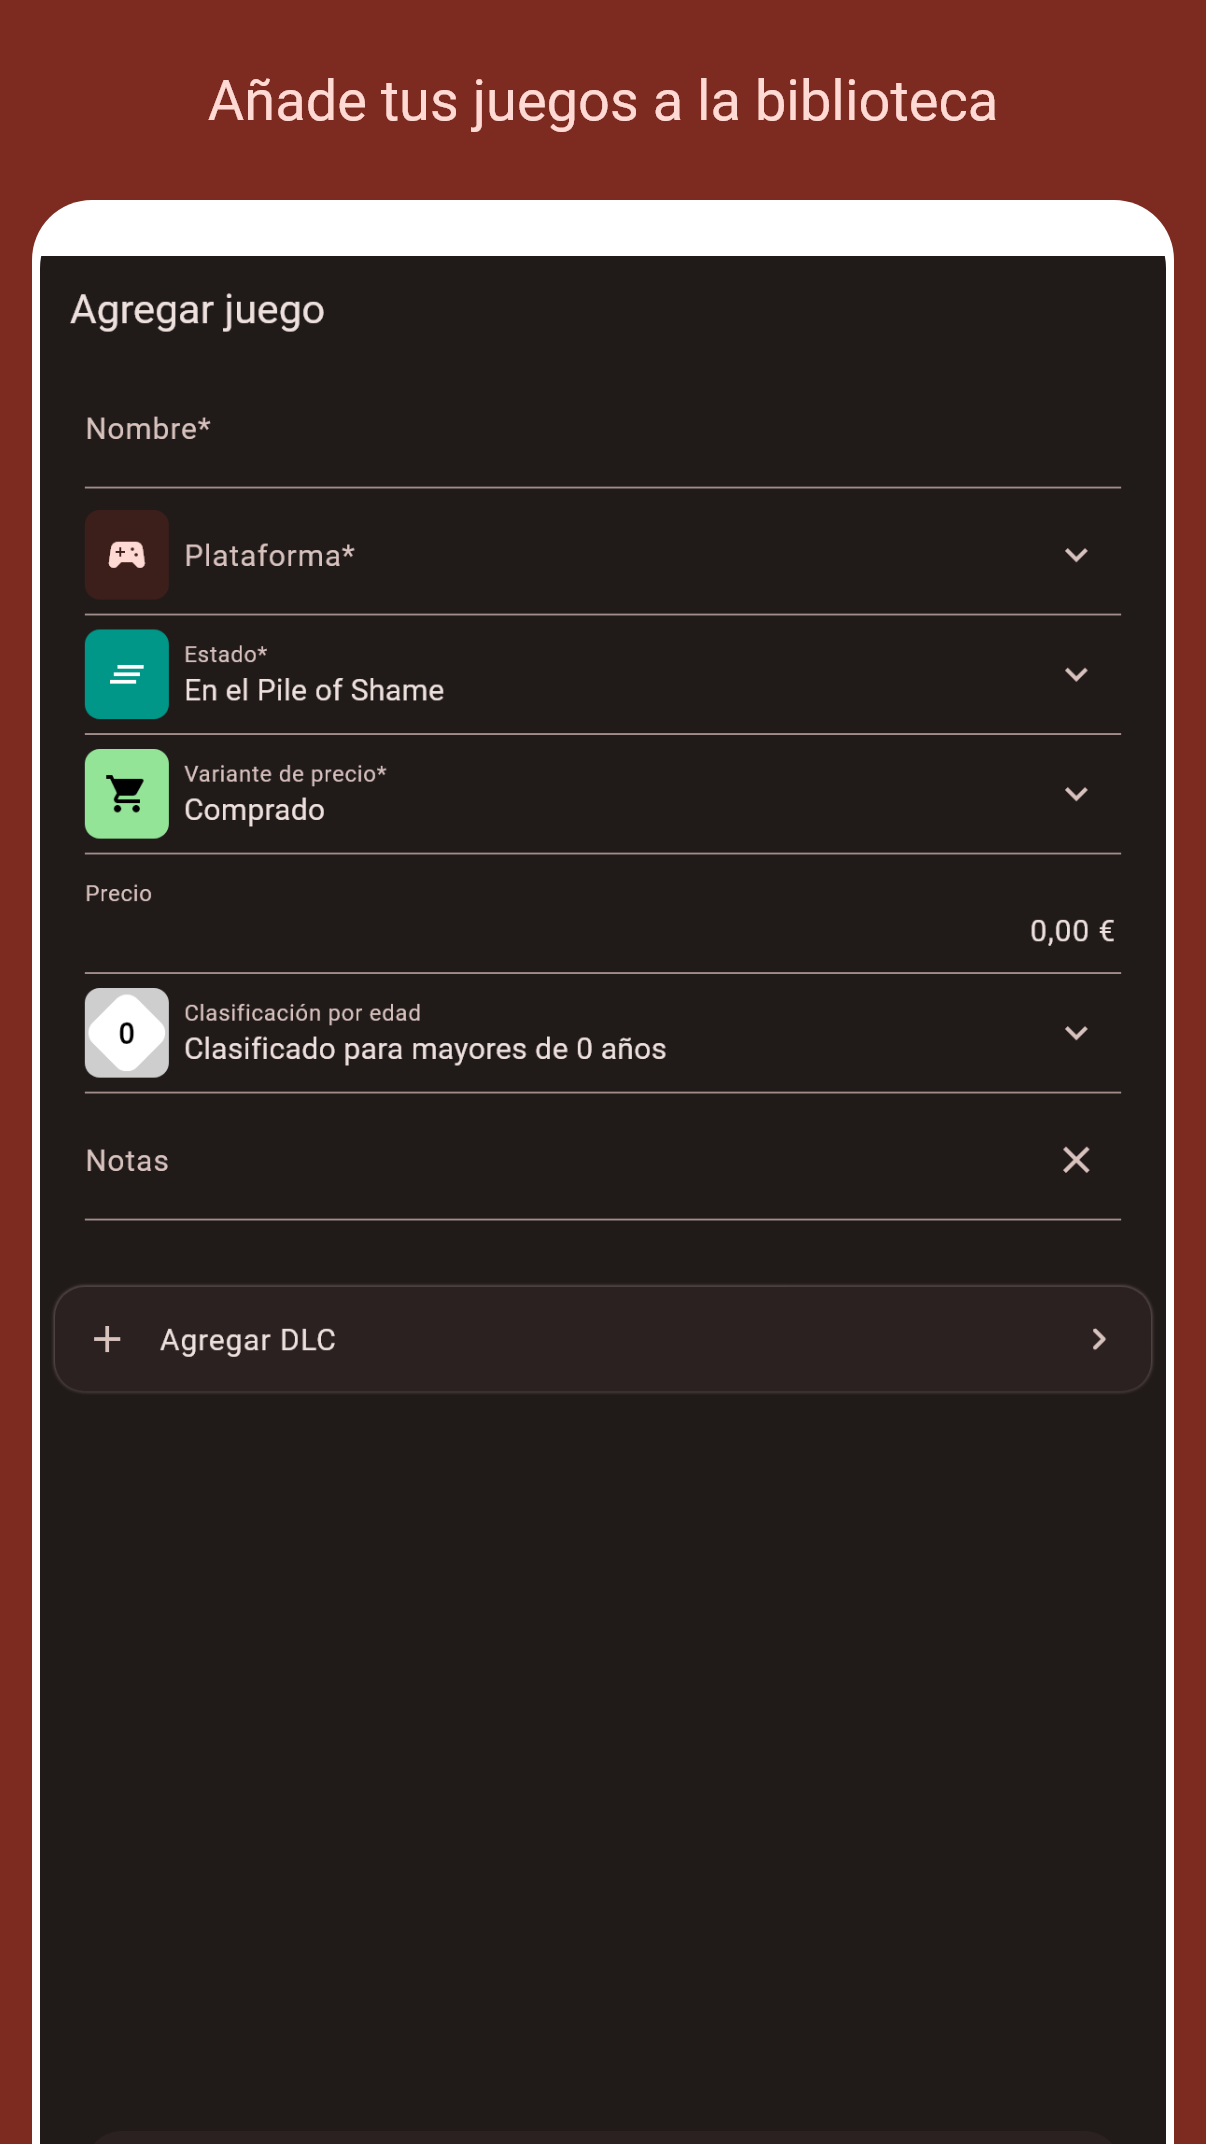 Añade tus juegos a la biblioteca
Agregar juego
Nombre*
Plataforma*
Estado*
En el Pile of Shame
Variante de precio*
Comprado
Precio
0,00 €
0
Clasificación por edad
Clasificado para mayores de 0 años
Notas
Agregar DLC